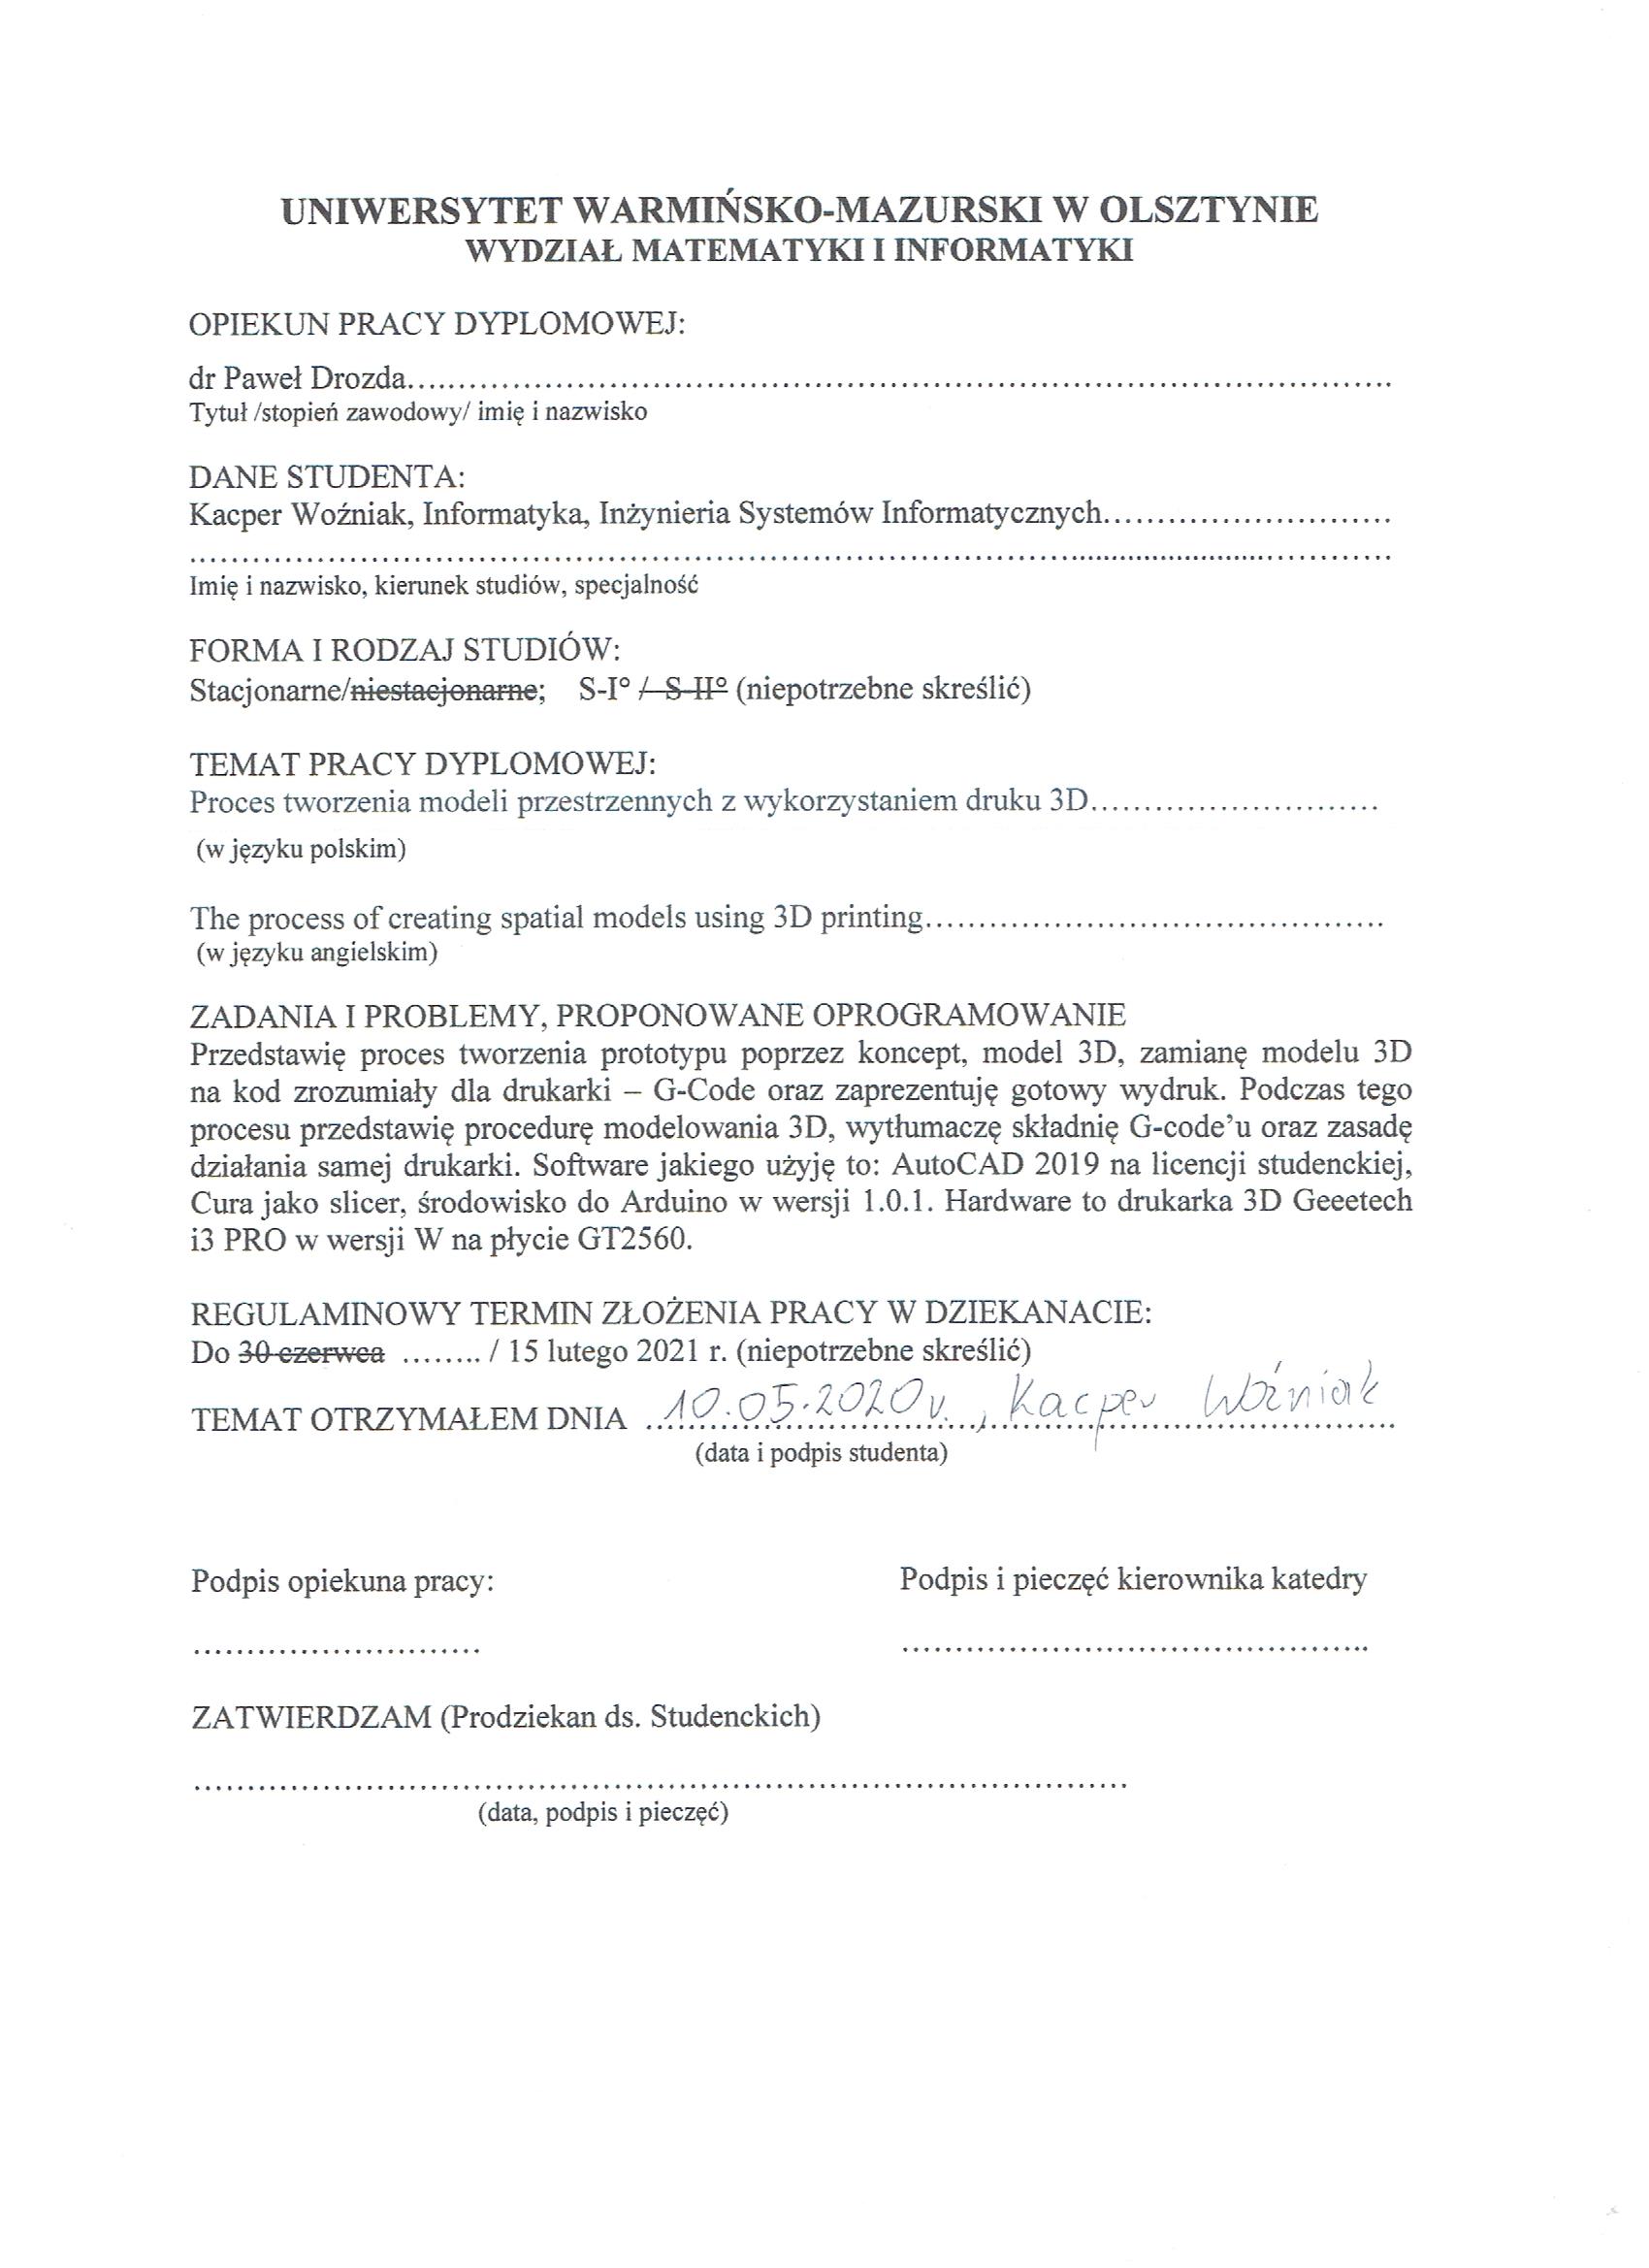 UNIWERSYTET WARMIŃSKO-MAZURSKI W OLSZTYNIE
WYDZIAŁ MATEMATYKI I INFORMATYKI
OPIEKUN PRACY DYPLOMOWEJ:
dr Paweł Drozda..............................................................................................................
Tytuł /stopień zawodowy/ imię i nazwisko
DANE STUDENTA:
Kacper Woźniak, Informatyka, Inżynieria Systemów Informatycznych...........................
..........................................................................................................................
Imię i nazwisko, kierunek studiów, specjalność
FORMA I RODZAJ STUDIÓW:
Stacjonarne/niestacjonarne; S-I° / S-II° (niepotrzebne skreślić)
TEMAT PRACY DYPLOMOWEJ:
Proces tworzenia modeli przestrzennych z wykorzystaniem druku 3D...........................
(w języku polskim)
The process of creating spatial models using 3D printing...........................................
(w języku angielskim)
ZADANIA I PROBLEMY, PROPONOWANE OPROGRAMOWANIE
Przedstawię proces tworzenia prototypu poprzez koncept, model 3D, zamianę modelu 3D
na kod zrozumiały dla drukarki – G-Code oraz zaprezentuję gotowy wydruk. Podczas tego
procesu przedstawię procedurę modelowania 3D, wytłumaczę składnię G-code’u oraz zasadę
działania samej drukarki. Software jakiego użyję to: AutoCAD 2019 na licencji studenckiej,
Cura jako slicer, środowisko do Arduino w wersji 1.0.1. Hardware to drukarka 3D Geeetech
i3 PRO w wersji W na płycie GT2560.
REGULAMINOWY TERMIN ZŁOŻENIA PRACY W DZIEKANACIE:
Do 30 czerwca ........ / 15 lutego 2021 r. (niepotrzebne skreślić)
TEMAT OTRZYMAŁEM DNIA 10.05.2020r., Kacper Woźniak
(data i podpis studenta)
Podpis opiekuna pracy: Podpis i pieczęć kierownika katedry
........................... ............................................
ZATWIERDZAM (Prodziekan ds. Studenckich)
........................................................................................
(data, podpis i pieczęć)